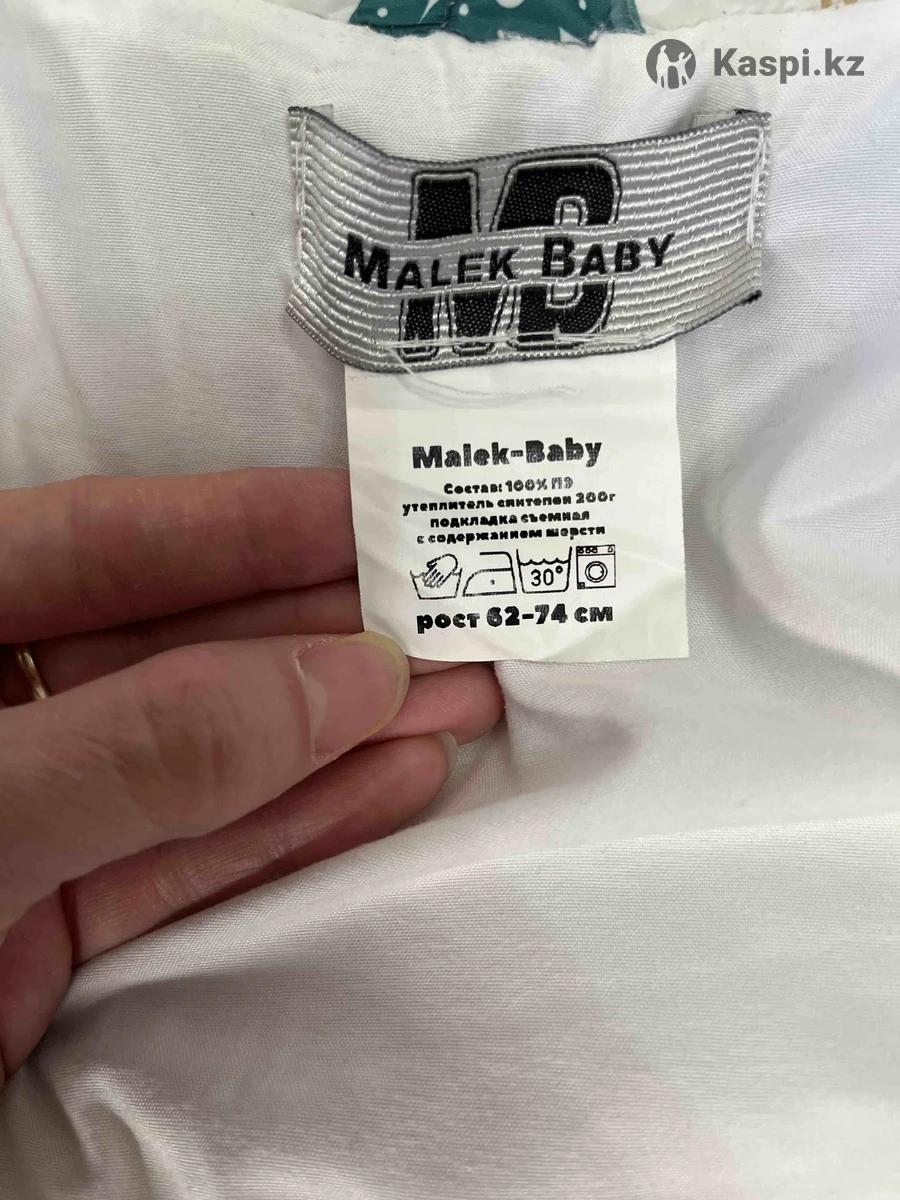 Kaspi.kz
MB
MALEK BABY
Malek-Baby
Состав: 100% ПЭ
утеплитель синтепон 200г
подкладка съемная
с содержанием шерсти
30°
рост 62-74 см